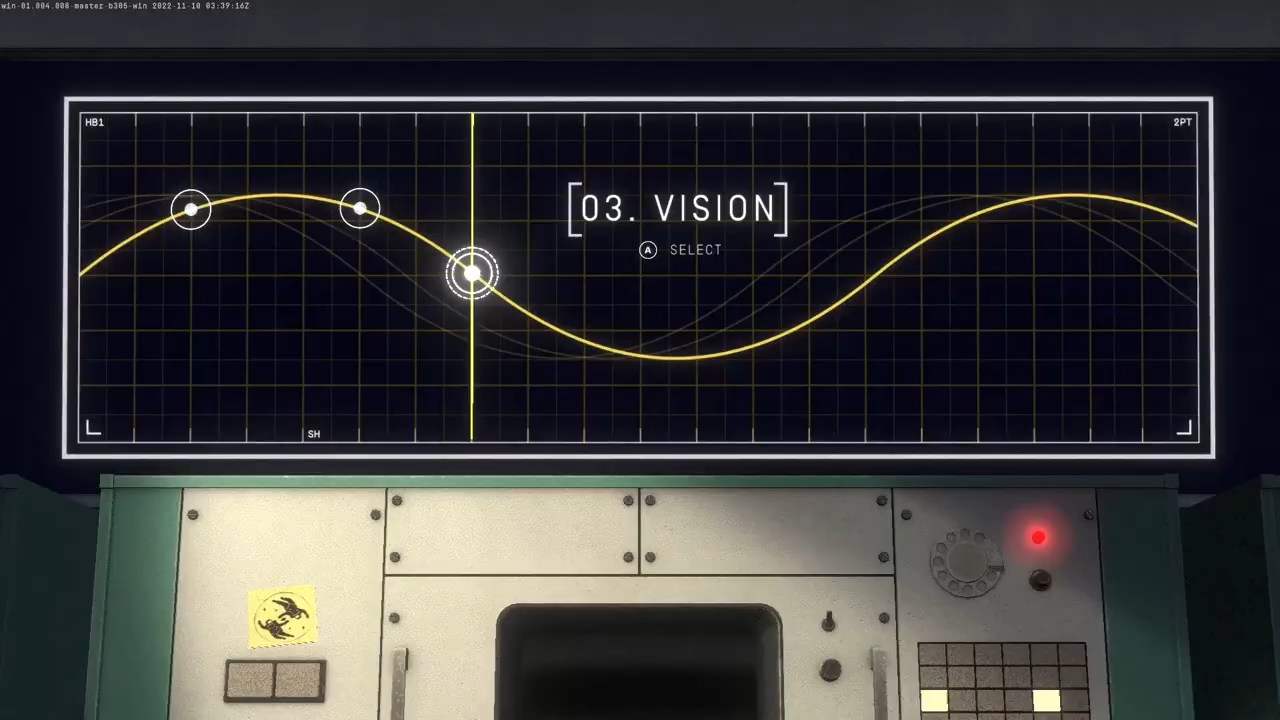 win-01.004.008-master-b305-win 2022-11-10 03:39:16Z
HB1
2PT
[03. VISION]
A SELECT
SH